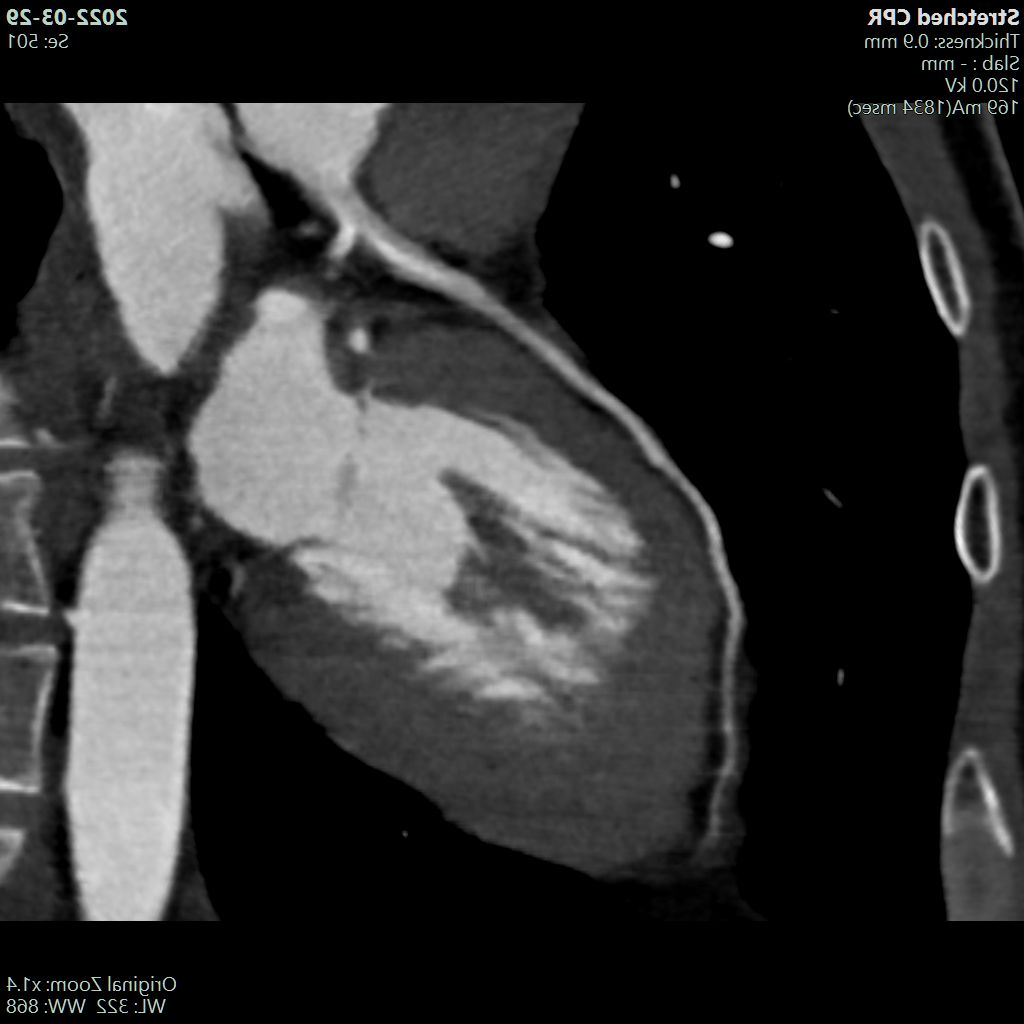 Stretched CPR
Thickness: 0.9 mm
Slab : - mm
120.0 kV
169 mA(1834 msec)
2022-03-29
Se: 501
Original Zoom: x1.4
WL: 322 WW: 868